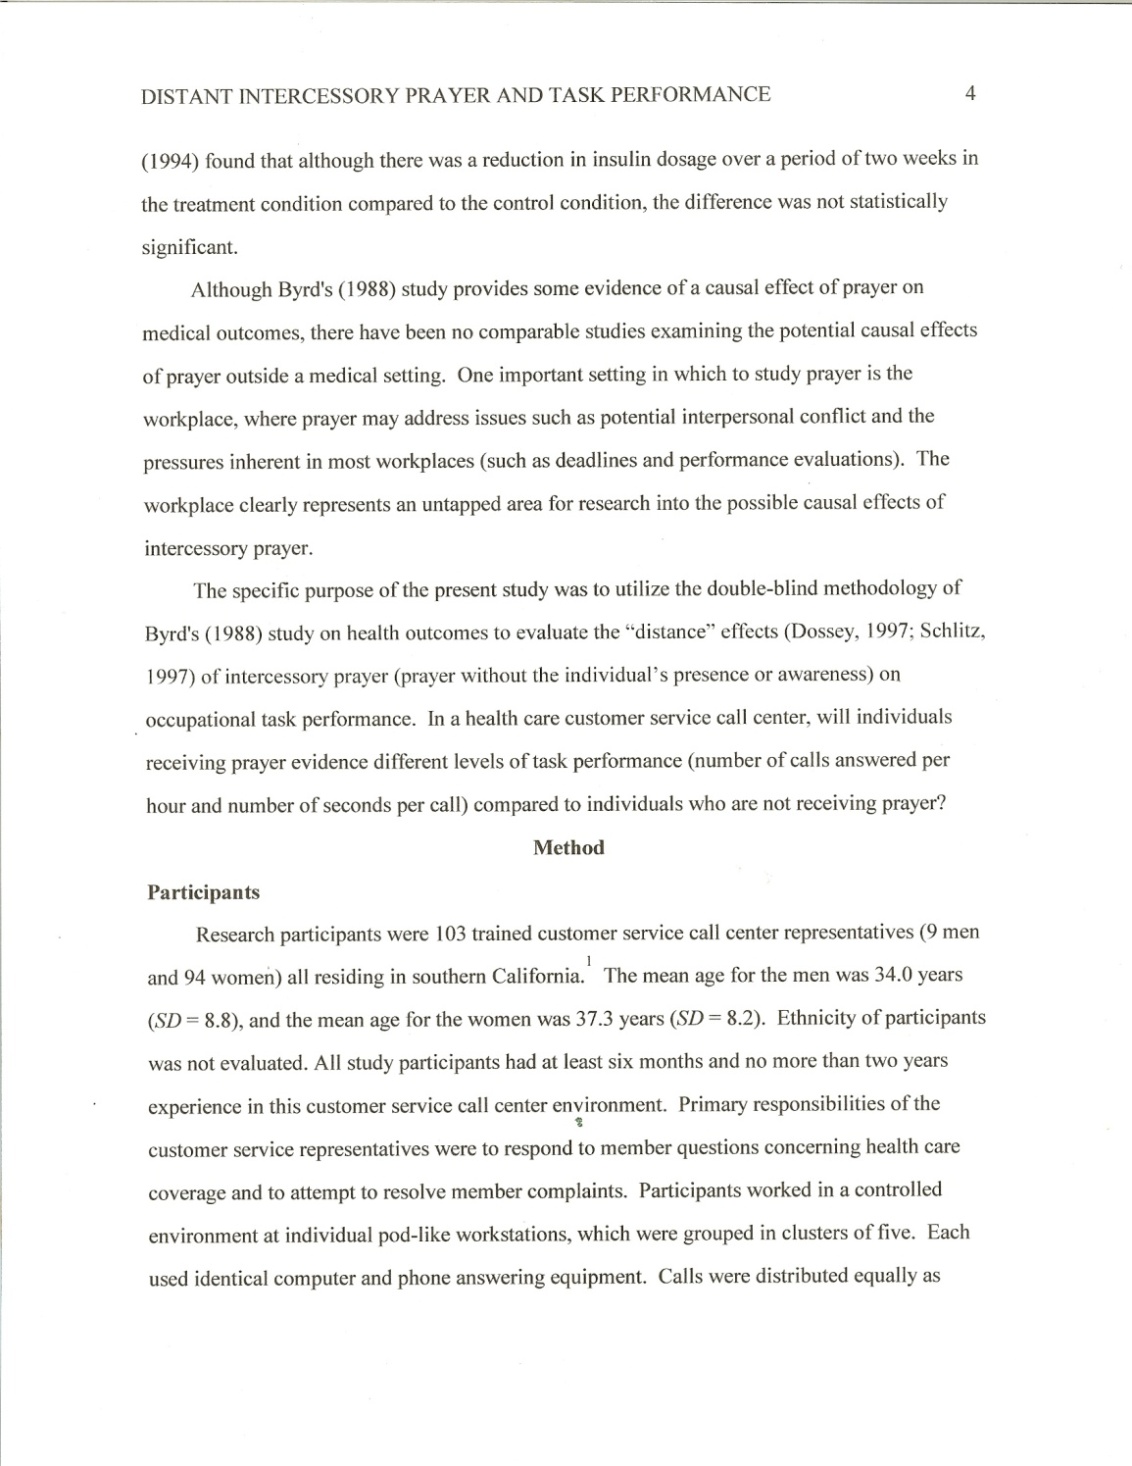 DISTANT INTERCESSORY PRAYER AND TASK PERFORMANCE 4
(1994) found that although there was a reduction in insulin dosage over a period of two weeks in
the treatment condition compared to the control condition, the difference was not statistically
significant.
Although Byrd's (1988) study provides some evidence of a causal effect of prayer on
medical outcomes, there have been no comparable studies examining the potential causal effects
of prayer outside a medical setting. One important setting in which to study prayer is the
workplace, where prayer may address issues such as potential interpersonal conflict and the
pressures inherent in most workplaces (such as deadlines and performance evaluations). The
workplace clearly represents an untapped area for research into the possible causal effects of
intercessory prayer.
The specific purpose of the present study was to utilize the double-blind methodology of
Byrd's (1988) study on health outcomes to evaluate the “distance” effects (Dossey, 1997; Schlitz,
1997) of intercessory prayer (prayer without the individual’s presence or awareness) on
occupational task performance. In a health care customer service call center, will individuals
receiving prayer evidence different levels of task performance (number of calls answered per
hour and number of seconds per call) compared to individuals who are not receiving prayer?
Method
Participants
Research participants were 103 trained customer service call center representatives (9 men
and 94 women) all residing in southern California.1 The mean age for the men was 34.0 years
(SD = 8.8), and the mean age for the women was 37.3 years (SD = 8.2). Ethnicity of participants
was not evaluated. All study participants had at least six months and no more than two years
experience in this customer service call center environment. Primary responsibilities of the
customer service representatives were to respond to member questions concerning health care
coverage and to attempt to resolve member complaints. Participants worked in a controlled
environment at individual pod-like workstations, which were grouped in clusters of five. Each
used identical computer and phone answering equipment. Calls were distributed equally as